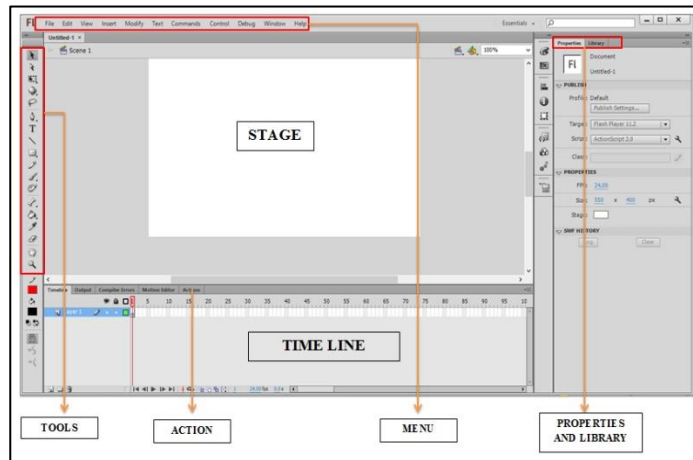 Fl File Edit View Insert Modify Text Commands Control Debug Window Help
Essentials
Untitled-1 ×
Scene 1
100%
Properties Library
Fl Document
Untitled-1
PUBLISH
Profile: Default
Publish Settings...
Target: Flash Player 11.2
Script: ActionScript 2.0
Class:
PROPERTIES
FPS: 24.00
Size: 550 x 400 px
Stage:
SWF HISTORY
Log Clear
STAGE
Timeline Output Compiler Errors Motion Editor Actions
5 10 15 20 25 30 35 40 45 50 55 60 65 70 75 80 85 90 95 10
Layer 1
TIME LINE
1 24.00 fps 0.0 s
TOOLS
ACTION
MENU
PROPERTIES
AND LIBRARY